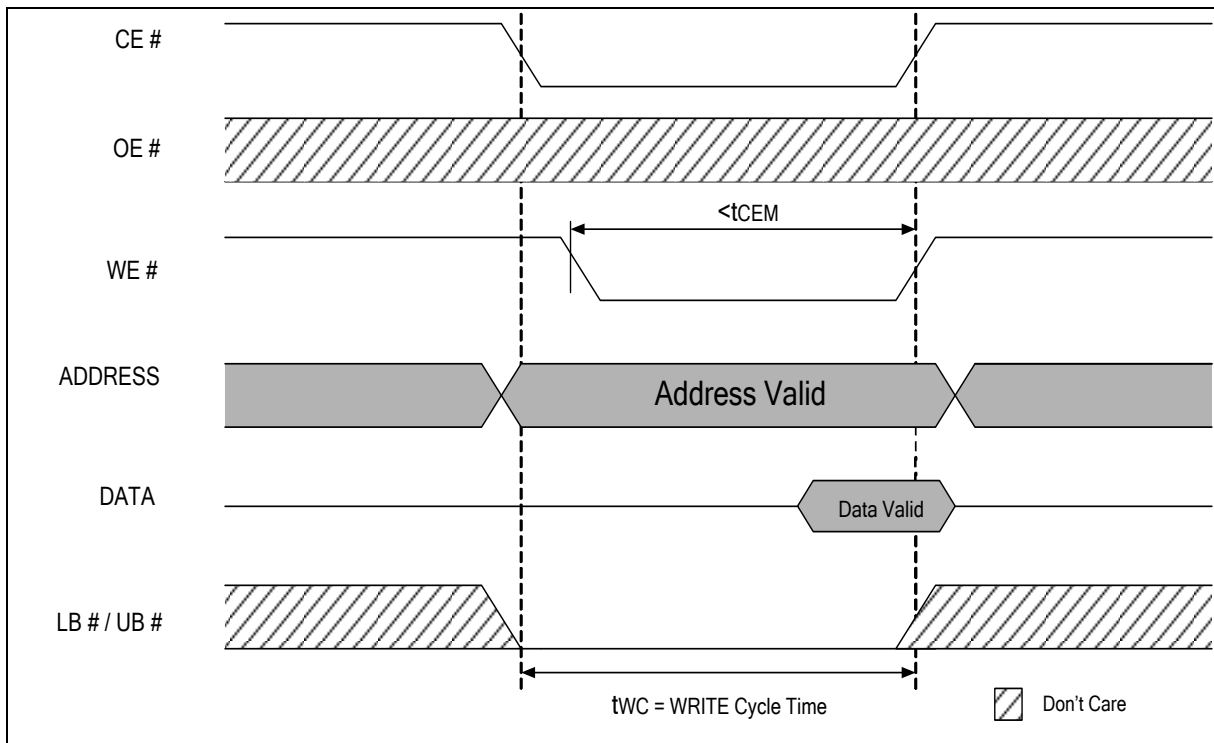 CE #
OE #
<tCEM
WE #
ADDRESS
Address Valid
DATA
Data Valid
LB # / UB #
tWC = WRITE Cycle Time
Don't Care